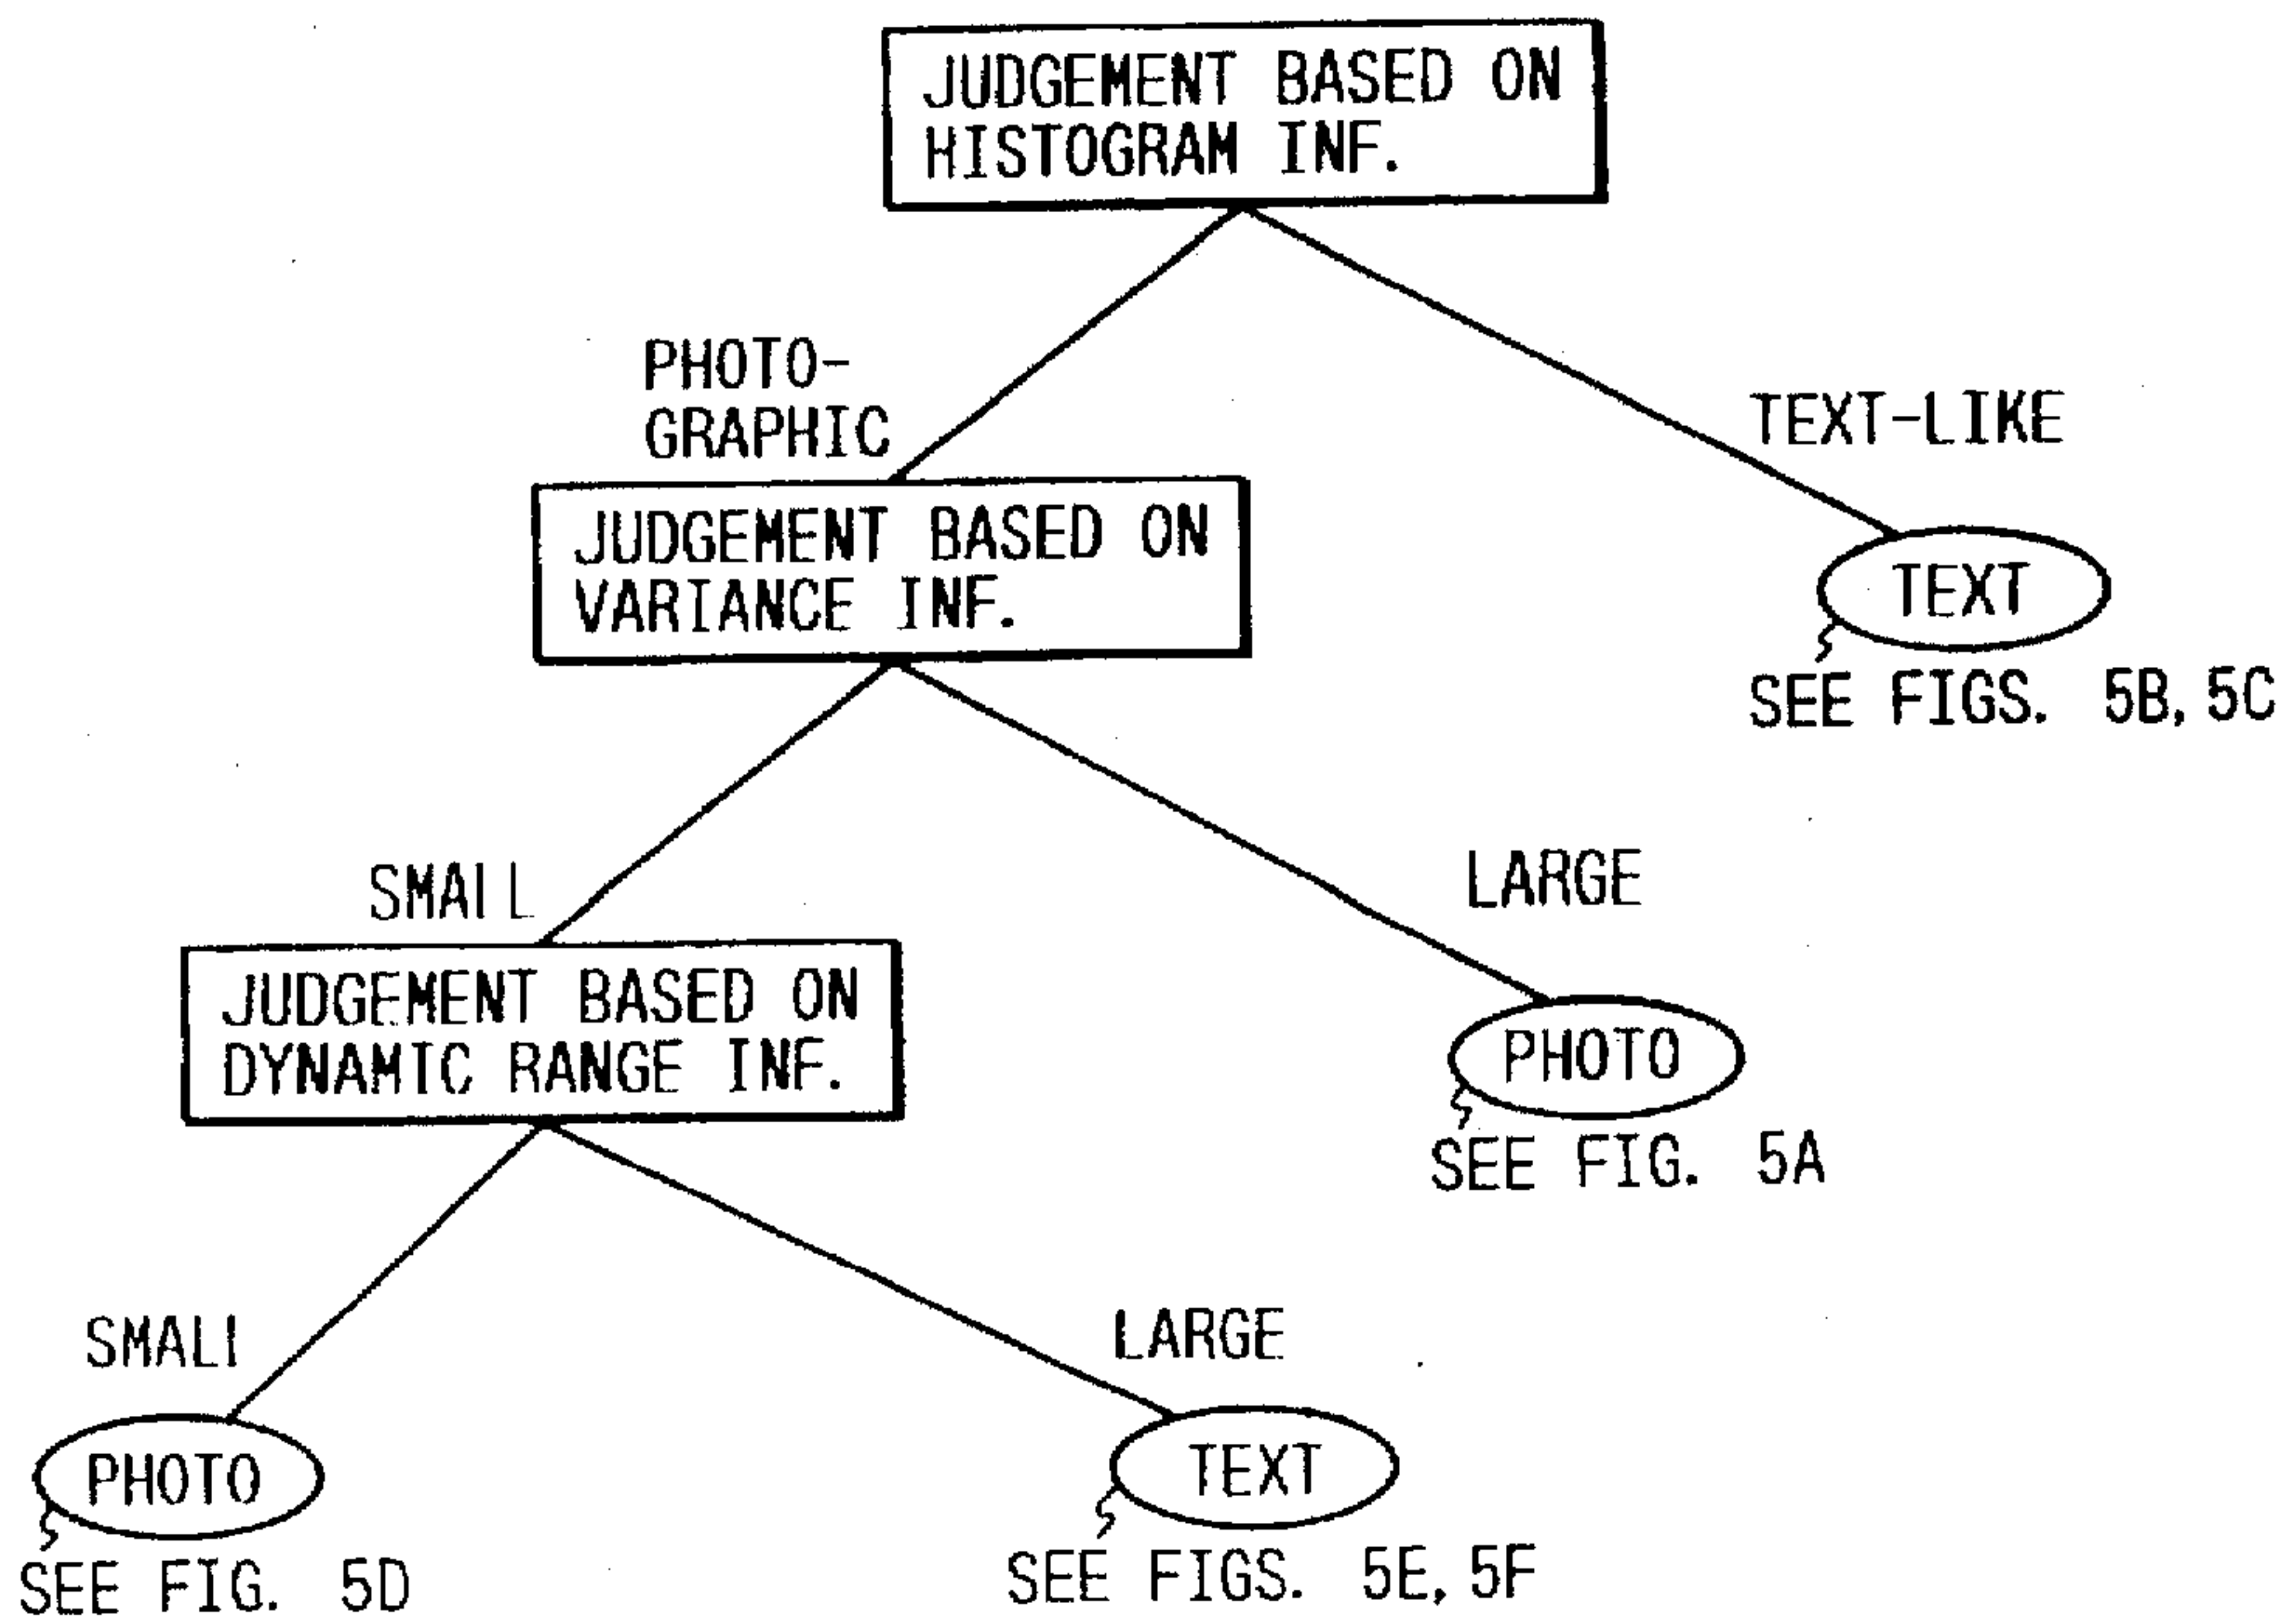 JUDGEMENT BASED ON
HISTOGRAM INF.
PHOTO-
GRAPHIC
TEXT-LIKE
JUDGEMENT BASED ON
VARIANCE INF.
TEXT
SEE FIGS. 5B, 5C
SMALL
LARGE
JUDGEMENT BASED ON
DYNAMIC RANGE INF.
PHOTO
SEE FIG. 5A
SMALL
LARGE
PHOTO
TEXT
SEE FIG. 5D
SEE FIGS. 5E, 5F